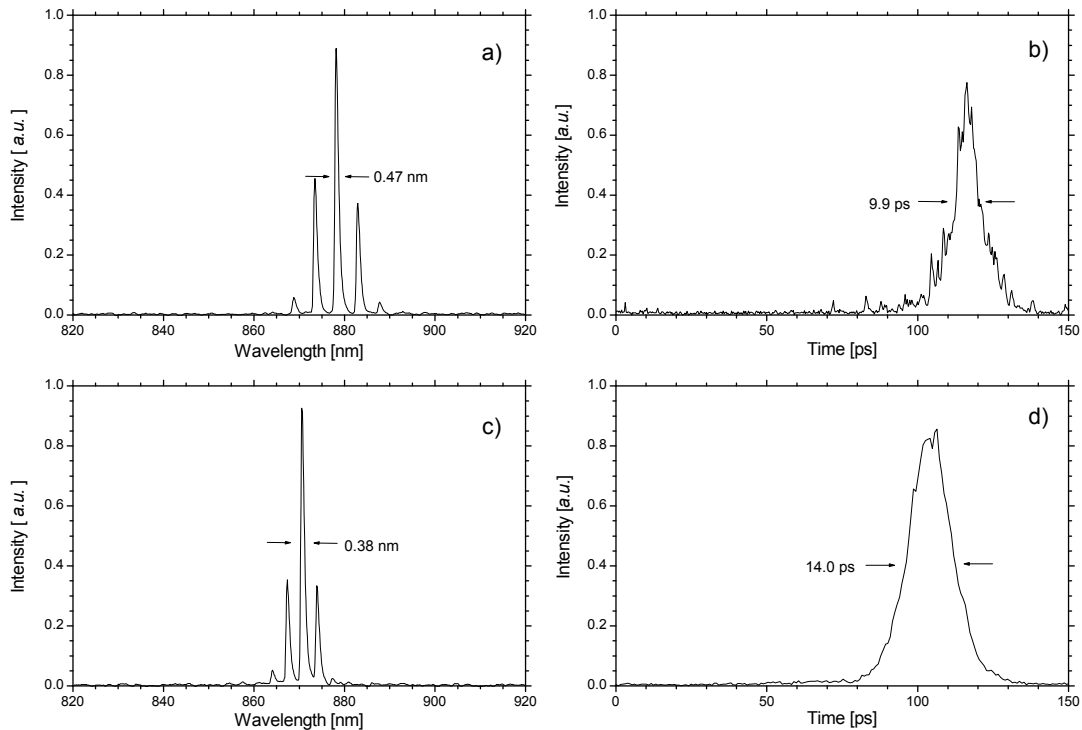 a)
Intensity [ a.u. ]
1.0
0.8
0.6
0.4
0.2
0.0
0.47 nm
820
840
860
880
900
920
Wavelength [nm]
b)
Intensity [a.u.]
1.0
0.8
0.6
0.4
0.2
0.0
9.9 ps
0
50
100
150
Time [ps]
c)
Intensity [ a.u. ]
1.0
0.8
0.6
0.4
0.2
0.0
0.38 nm
820
840
860
880
900
920
Wavelength [nm]
d)
Intensity [a.u.]
1.0
0.8
0.6
0.4
0.2
0.0
14.0 ps
0
50
100
150
Time [ps]